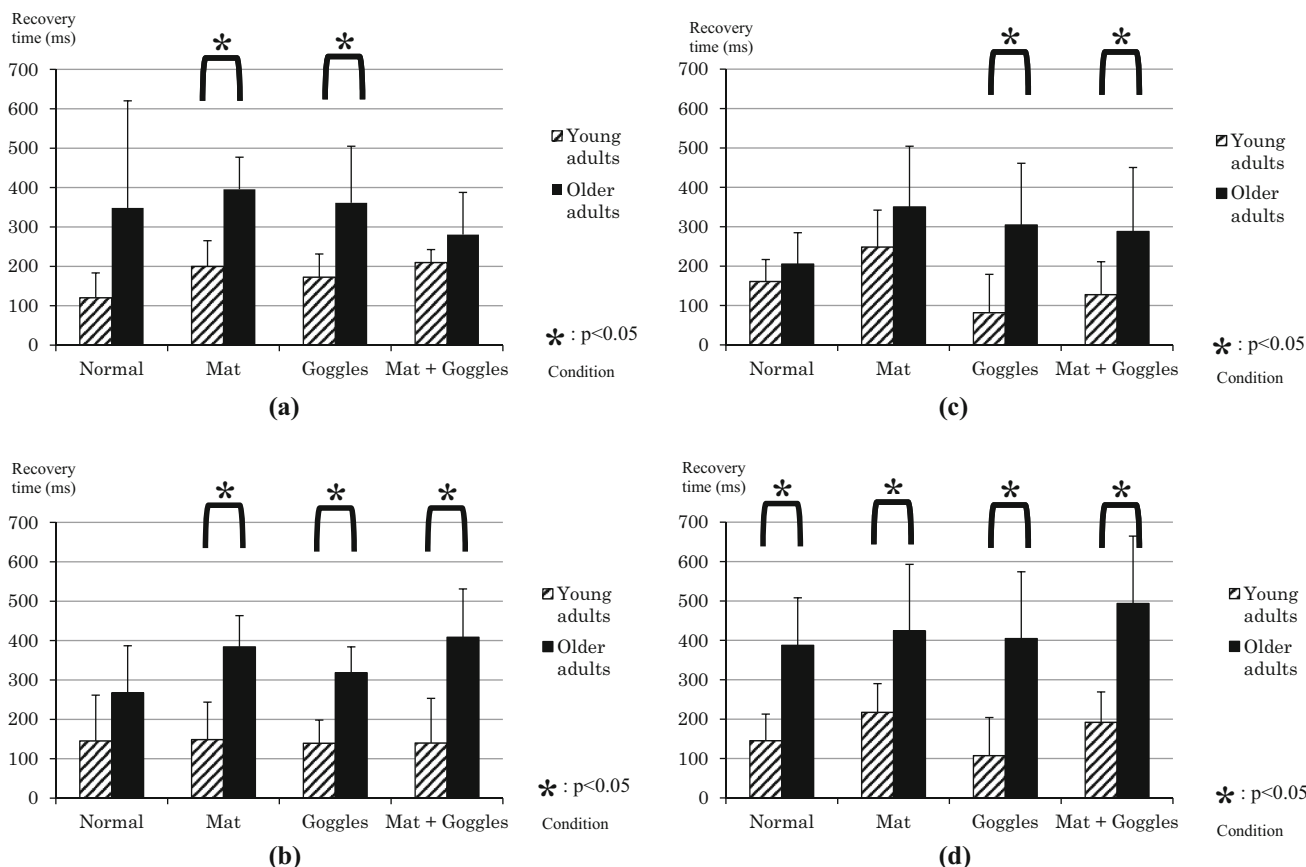 Recovery
time (ms)
*
*
700
600
500
400
300
200
100
0
Normal
Mat
Goggles
Mat + Goggles
Young
adults
Older
adults
* : p<0.05
Condition
(a)
Recovery
time (ms)
*
*
700
600
500
400
300
200
100
0
Normal
Mat
Goggles
Mat + Goggles
Young
adults
Older
adults
* : p<0.05
Condition
(c)
Recovery
time (ms)
*
*
*
700
600
500
400
300
200
100
0
Normal
Mat
Goggles
Mat + Goggles
Young
adults
Older
adults
* : p<0.05
Condition
(b)
Recovery
time (ms)
*
*
*
*
700
600
500
400
300
200
100
0
Normal
Mat
Goggles
Mat + Goggles
Young
adults
Older
adults
* : p<0.05
Condition
(d)